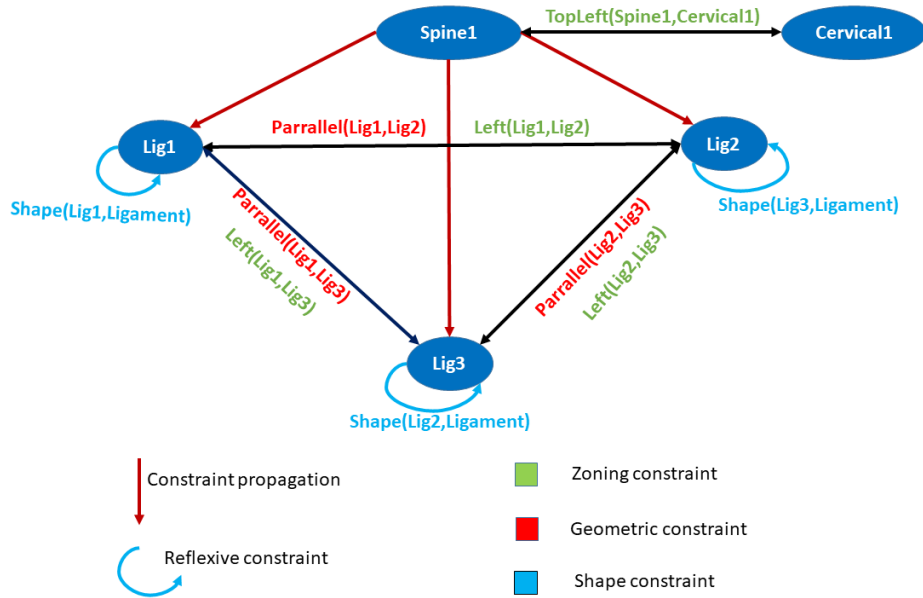 TopLeft(Spine1,Cervical1)
Spine1
Cervical1
Parrallel(Lig1,Lig2)
Left(Lig1,Lig2)
Lig1
Lig2
Shape(Lig1,Ligament)
Shape(Lig3,Ligament)
Parrallel(Lig1,Lig3)
Left(Lig1,Lig3)
Parrallel(Lig2,Lig3)
Left(Lig2,Lig3)
Lig3
Shape(Lig2,Ligament)
Constraint propagation
Reflexive constraint
Zoning constraint
Geometric constraint
Shape constraint